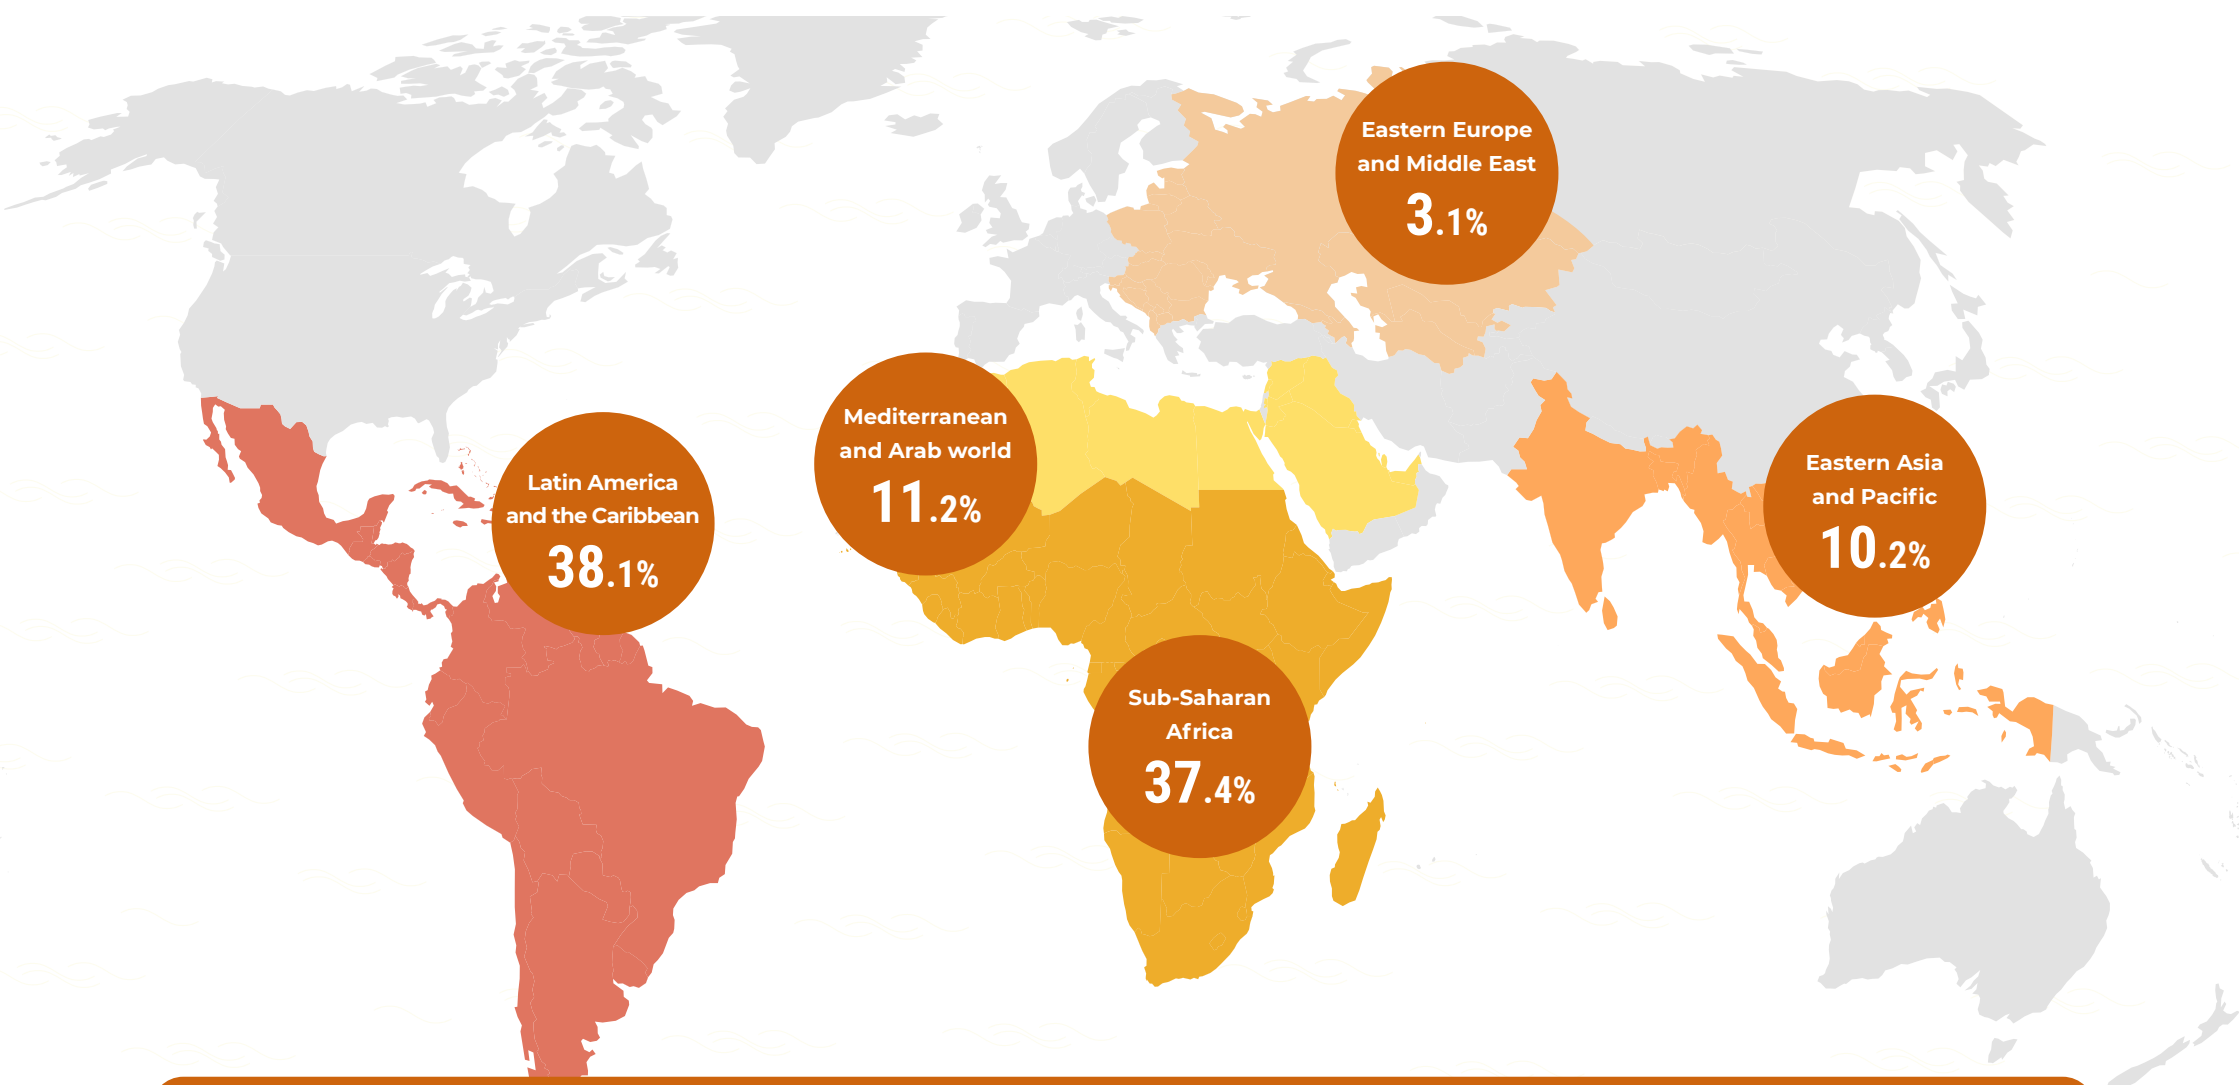 Eastern Europe
and Middle East
3.1%
Mediterranean
and Arab world
11.2%
Latin America
and the Caribbean
38.1%
Eastern Asia
and Pacific
10.2%
Sub-Saharan
Africa
37.4%